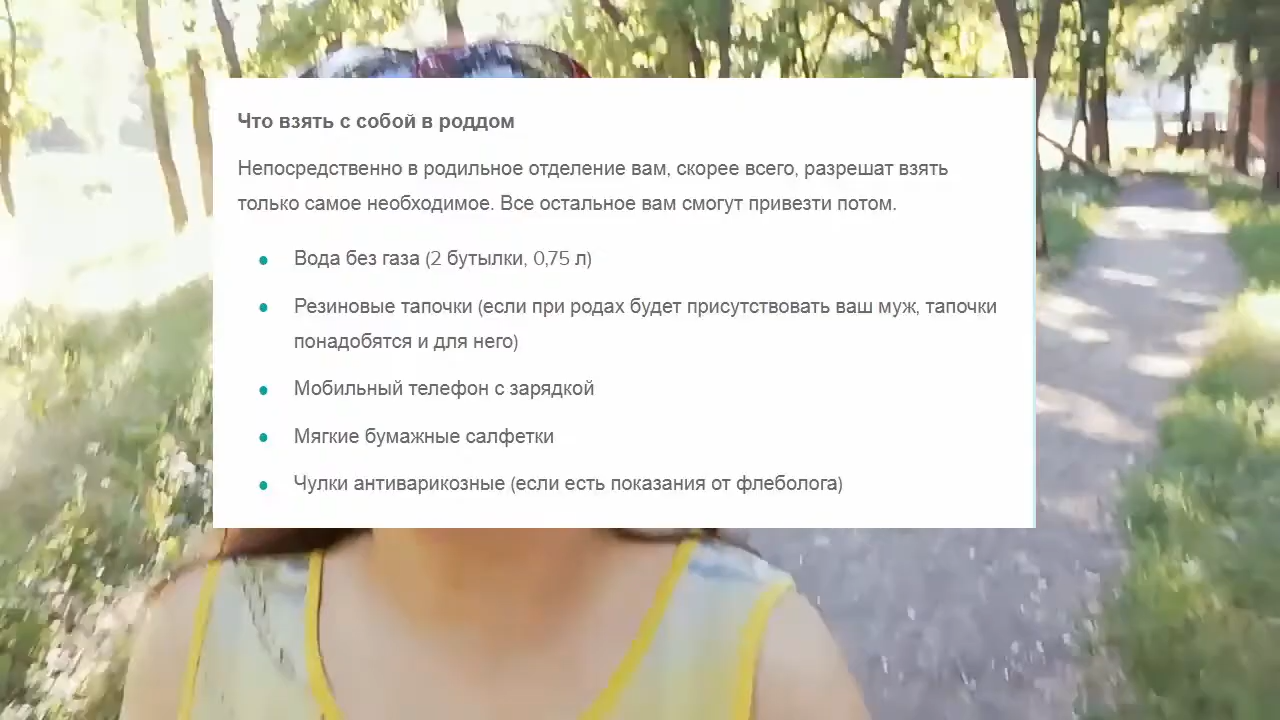 Что взять с собой в роддом
Непосредственно в родильное отделение вам, скорее всего, разрешат взять
только самое необходимое. Все остальное вам смогут привезти потом.
Вода без газа (2 бутылки, 0,75 л)
Резиновые тапочки (если при родах будет присутствовать ваш муж, тапочки
понадобятся и для него)
Мобильный телефон с зарядкой
Мягкие бумажные салфетки
Чулки антиварикозные (если есть показания от флеболога)